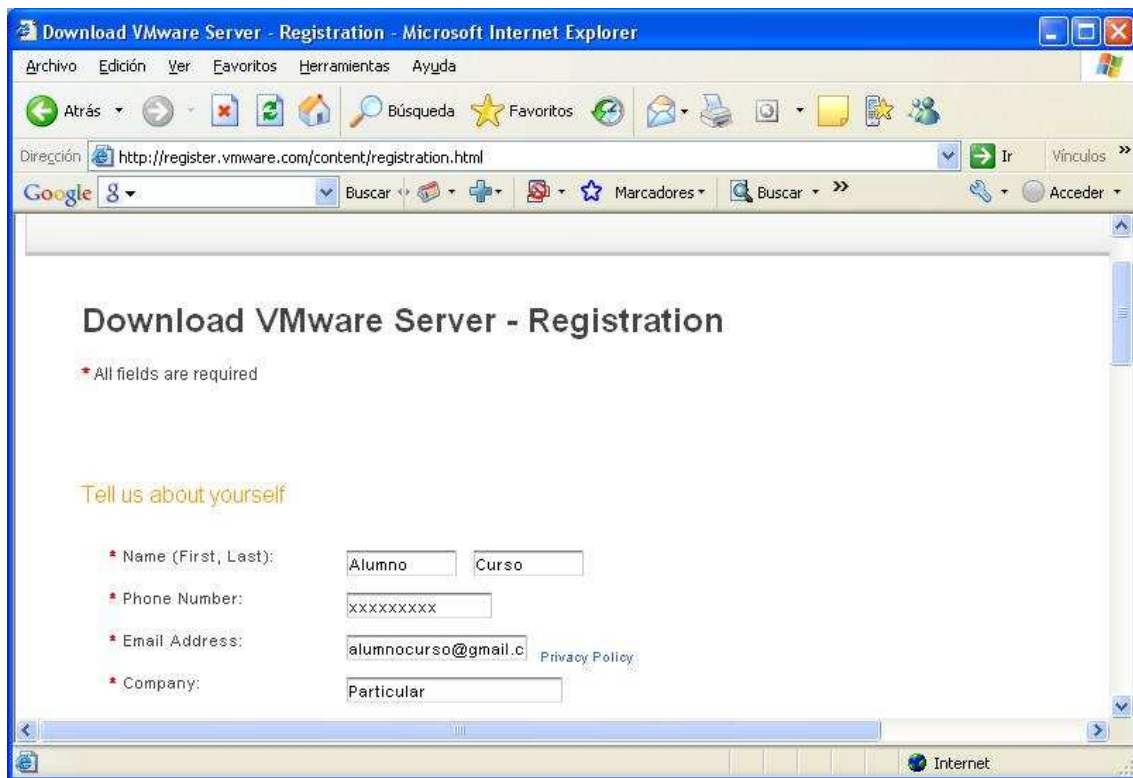 Download VMware Server - Registration - Microsoft Internet Explorer
Archivo Edición Ver Favoritos Herramientas Ayuda
Atrás Búsqueda Favoritos
Dirección http://register.vmware.com/content/registration.html Ir Vínculos »
Google Buscar Marcadores Buscar » Acceder
Download VMware Server - Registration
* All fields are required
Tell us about yourself
* Name (First, Last): Alumno Curso
* Phone Number: xxxxxxxxx
* Email Address: alumnocurso@gmail.c Privacy Policy
* Company: Particular
Internet